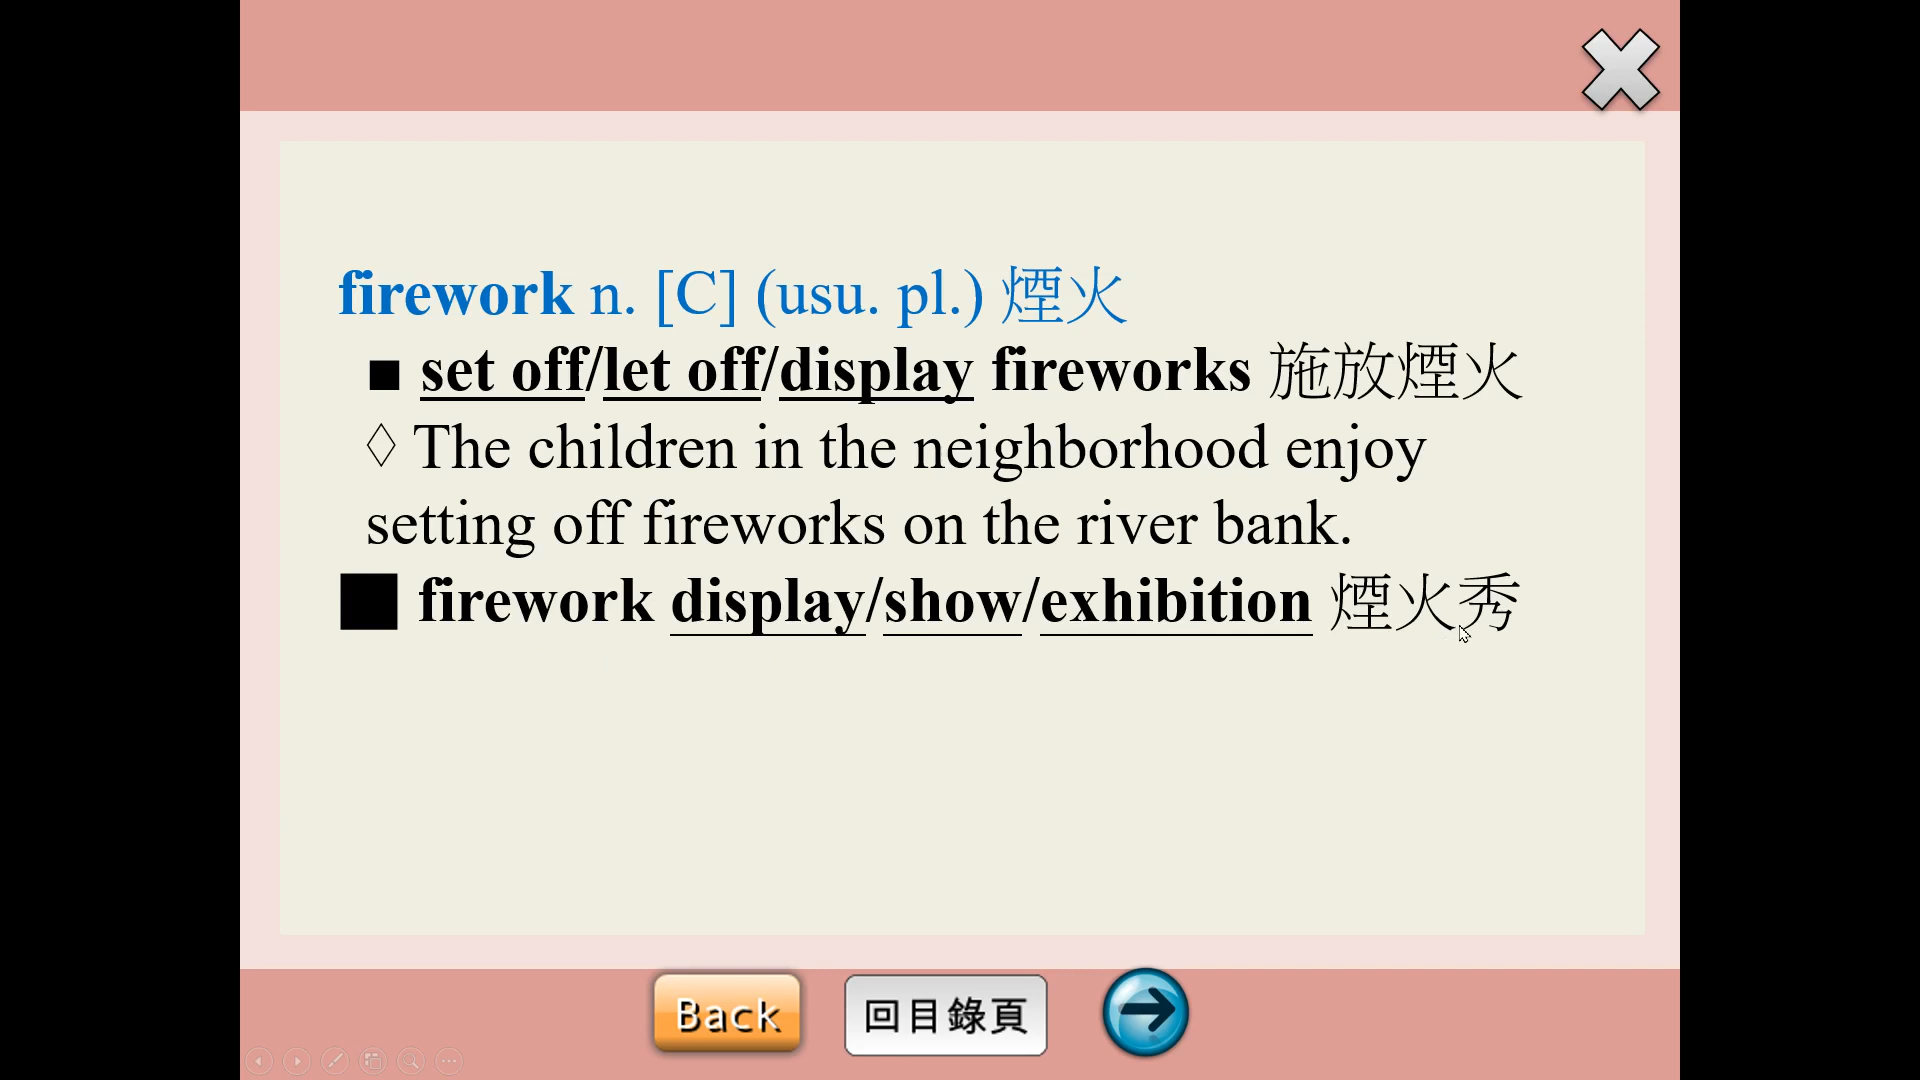 firework n. [C] (usu. pl.) 煙火
■ set off/let off/display fireworks 施放煙火
◊ The children in the neighborhood enjoy
setting off fireworks on the river bank.
■ firework display/show/exhibition 煙火秀
Back
回目錄頁